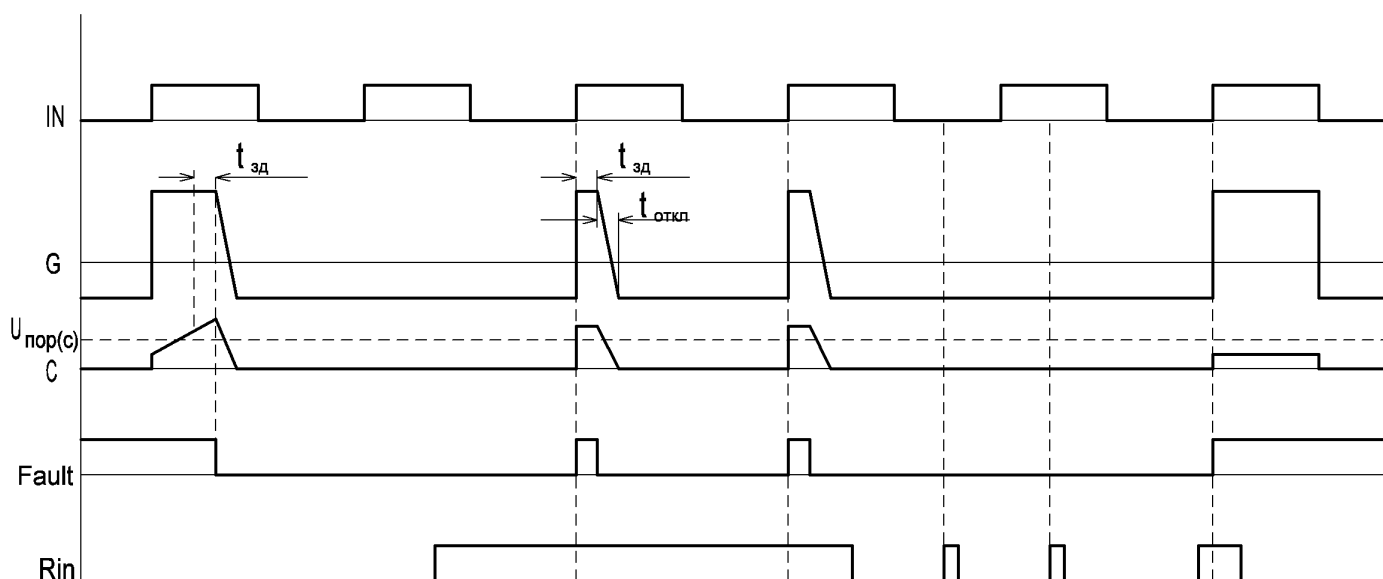 IN
t зд
t зд
t откл
G
U пор(с)
C
Fault
Rin